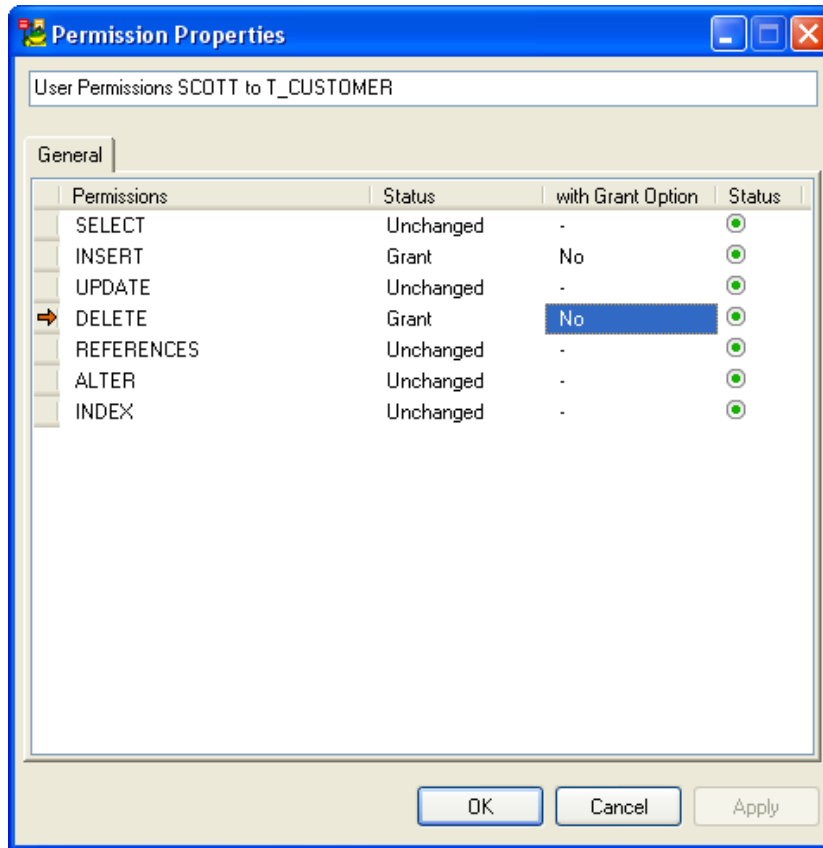 Permission Properties
User Permissions SCOTT to T_CUSTOMER
General
Permissions Status with Grant Option Status
SELECT Unchanged -
INSERT Grant No
UPDATE Unchanged -
DELETE Grant No
REFERENCES Unchanged -
ALTER Unchanged -
INDEX Unchanged -
OK Cancel Apply